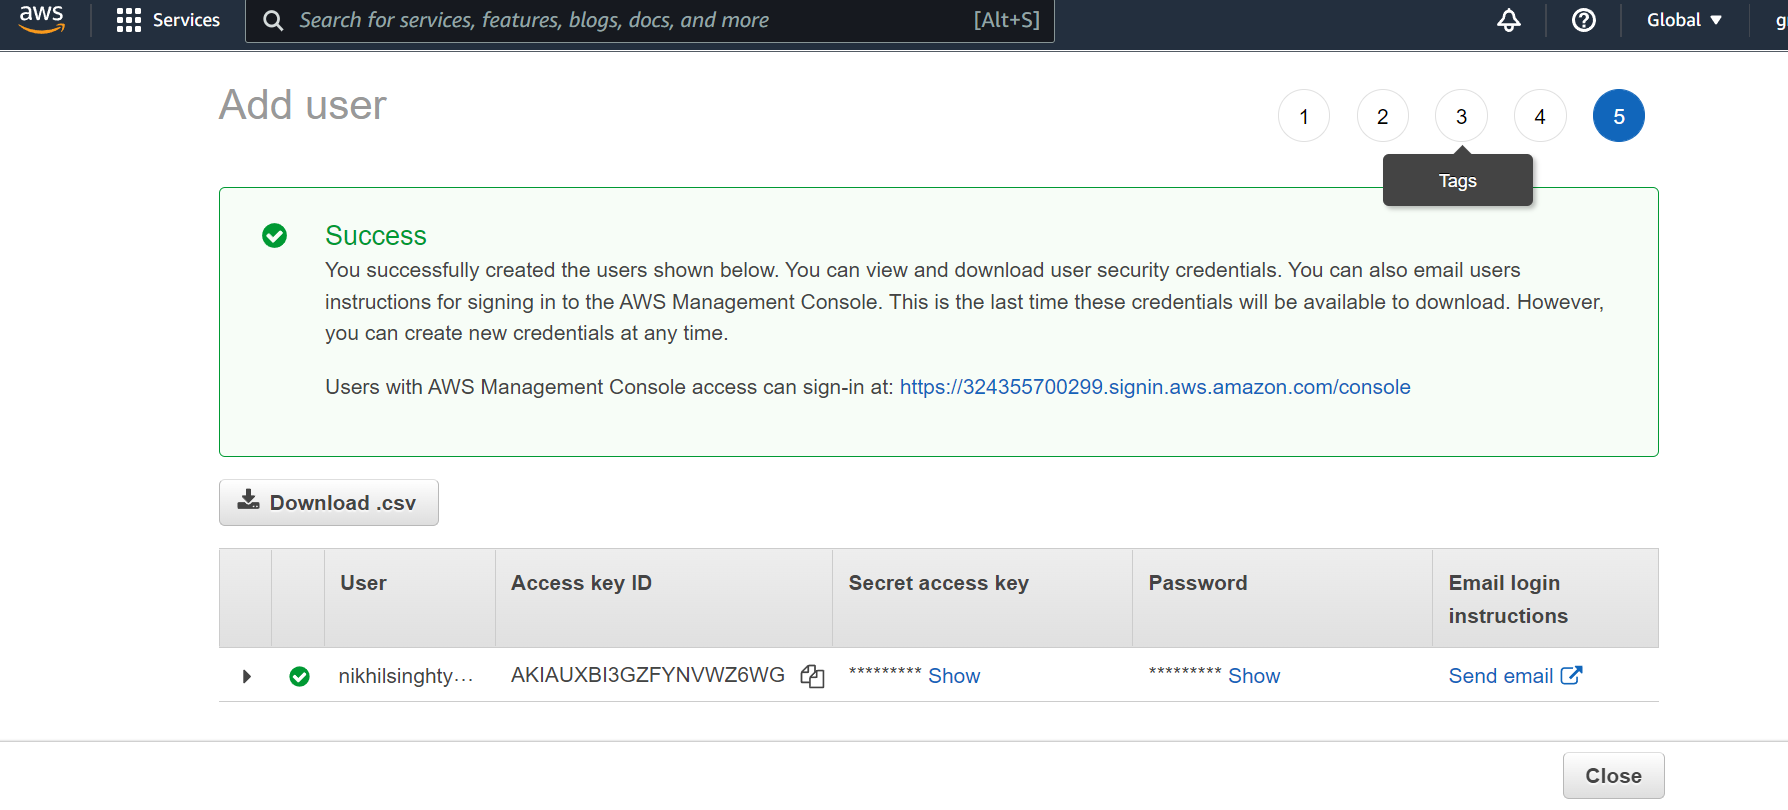 aws Services Search for services, features, blogs, docs, and more [Alt+S] Global
Add user
1 2 3 4 5
Tags
Success
You successfully created the users shown below. You can view and download user security credentials. You can also email users
instructions for signing in to the AWS Management Console. This is the last time these credentials will be available to download. However,
you can create new credentials at any time.
Users with AWS Management Console access can sign-in at: https://324355700299.signin.aws.amazon.com/console
Download .csv
User Access key ID Secret access key Password Email login
instructions
nikhilsinghty... AKIAUXBI3GZFYNVWZ6WG ********* Show ********* Show Send email
Close